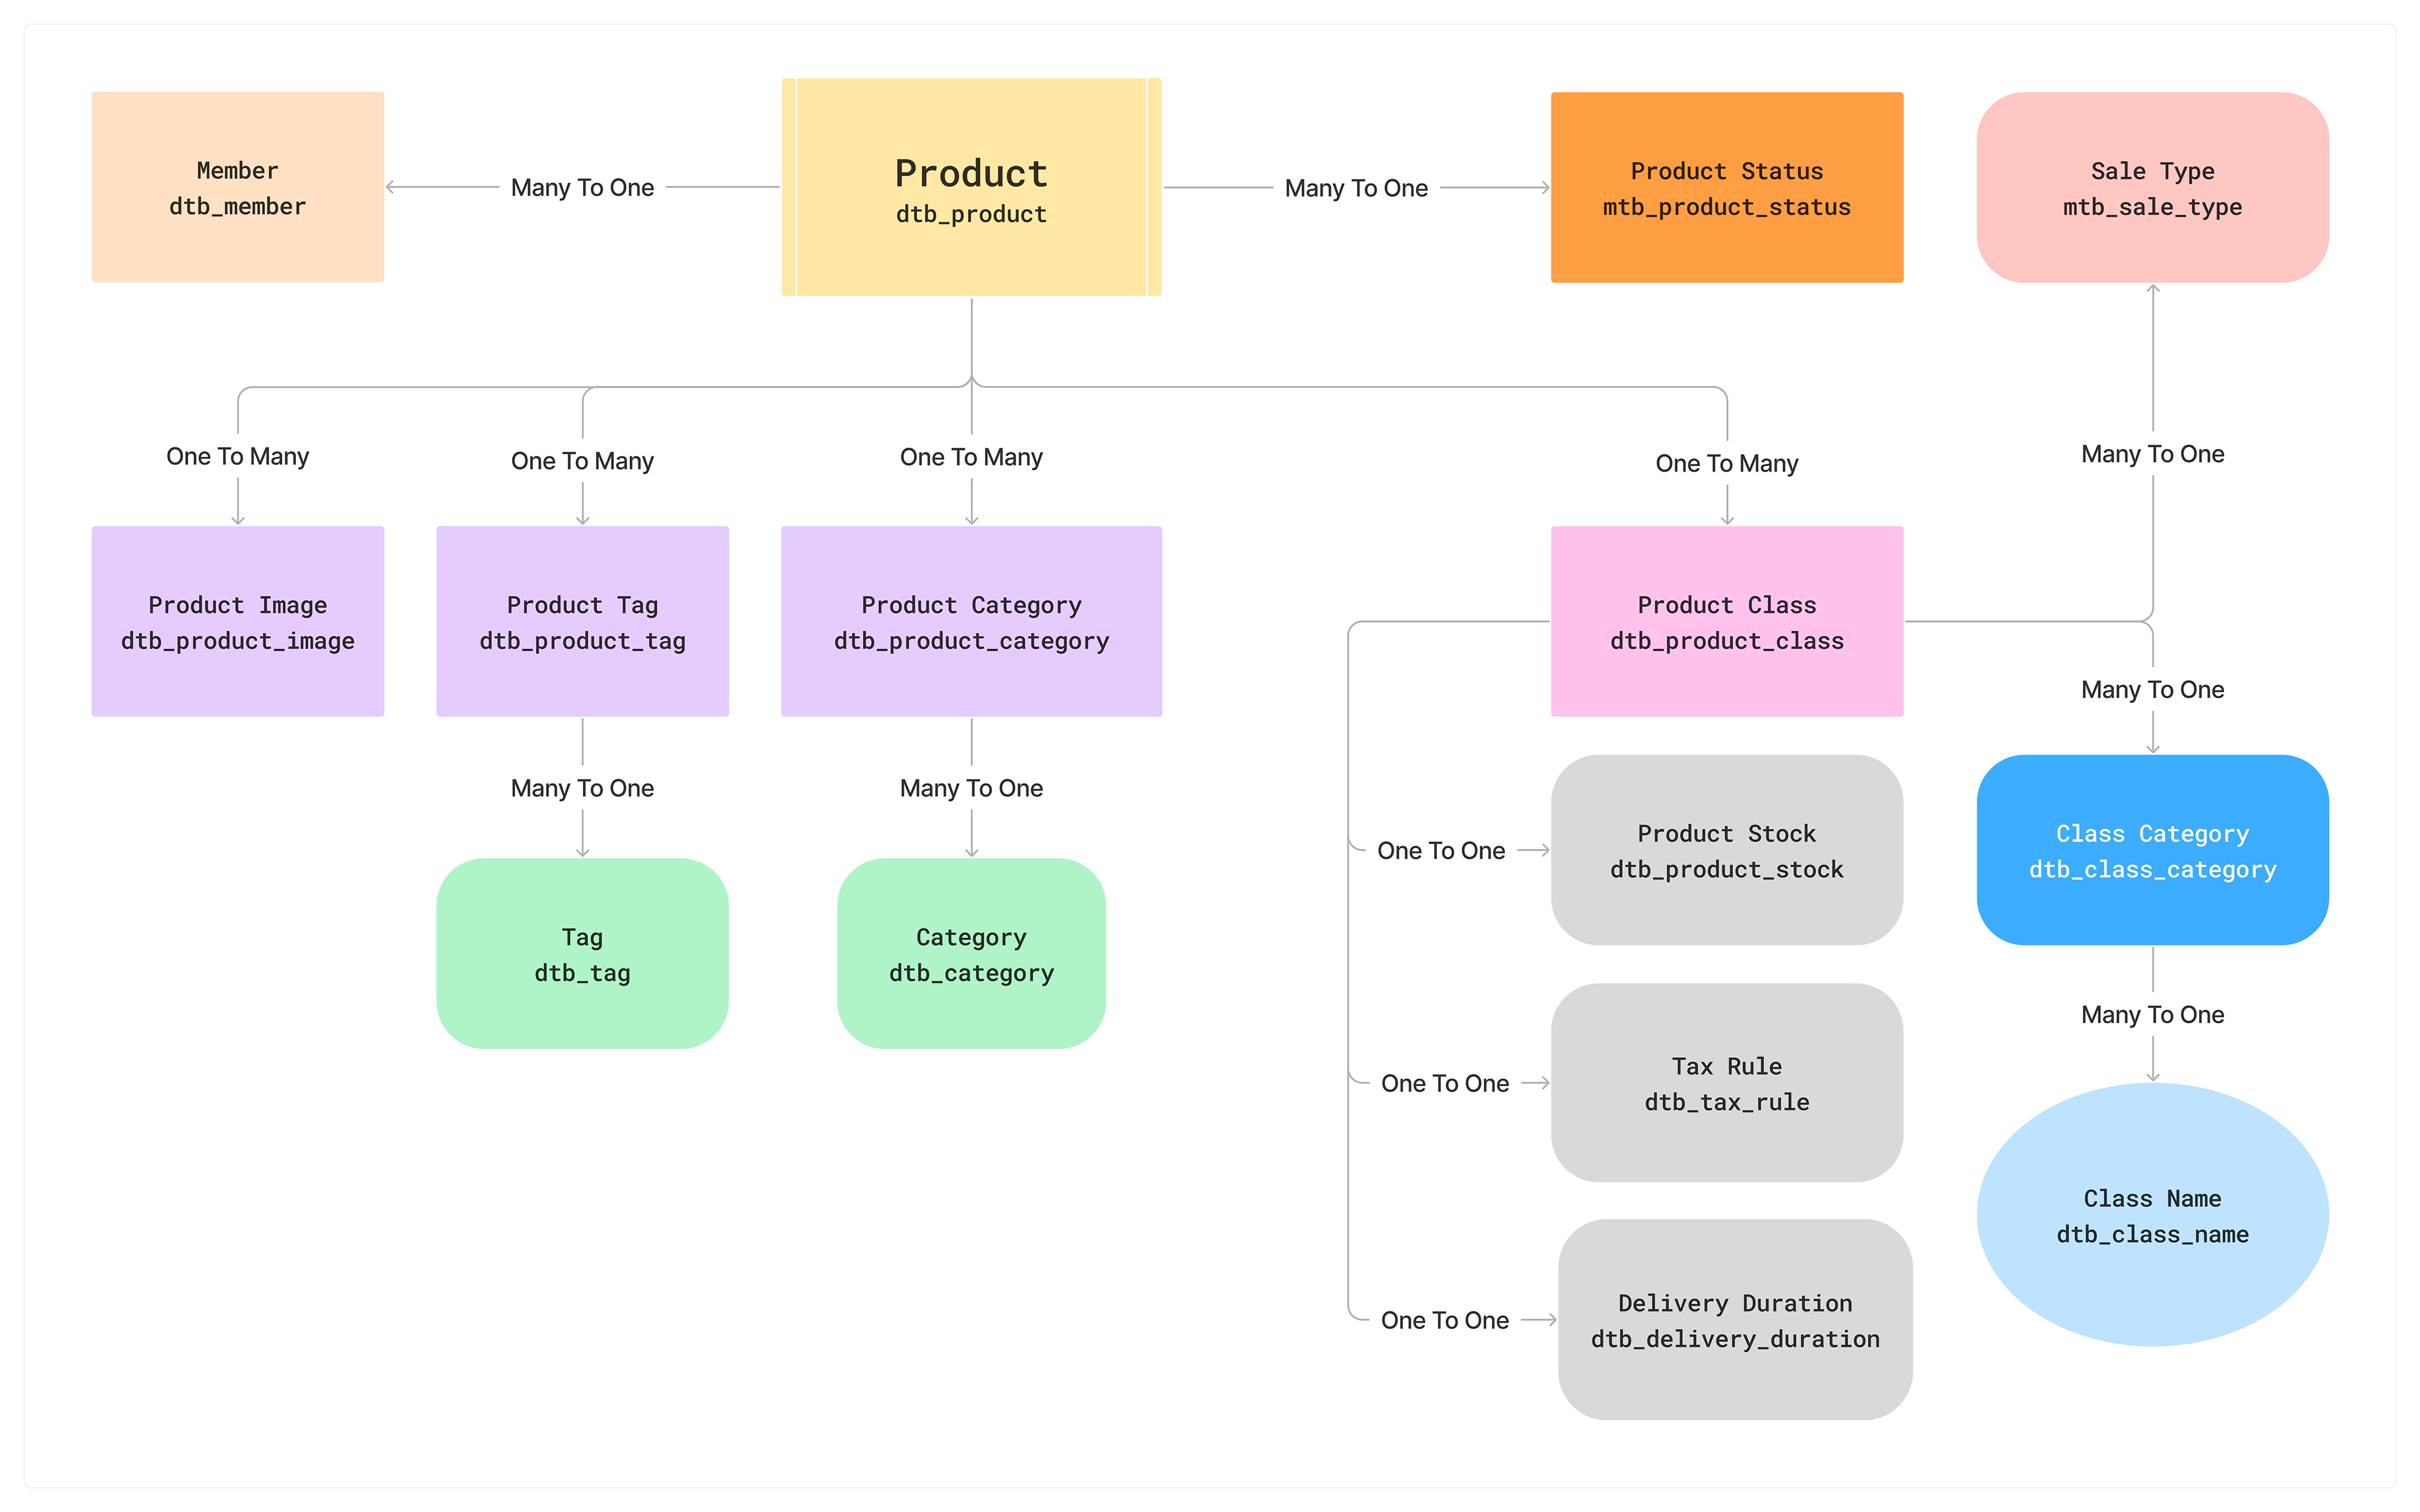 Member
dtb_member
Many To One
Product
dtb_product
Many To One
Product Status
mtb_product_status
Sale Type
mtb_sale_type
One To Many
One To Many
One To Many
One To Many
Many To One
Product Image
dtb_product_image
Product Tag
dtb_product_tag
Product Category
dtb_product_category
Product Class
dtb_product_class
Many To One
Many To One
Many To One
One To One
Product Stock
dtb_product_stock
Class Category
dtb_class_category
Tag
dtb_tag
Category
dtb_category
Many To One
One To One
Tax Rule
dtb_tax_rule
Class Name
dtb_class_name
One To One
Delivery Duration
dtb_delivery_duration